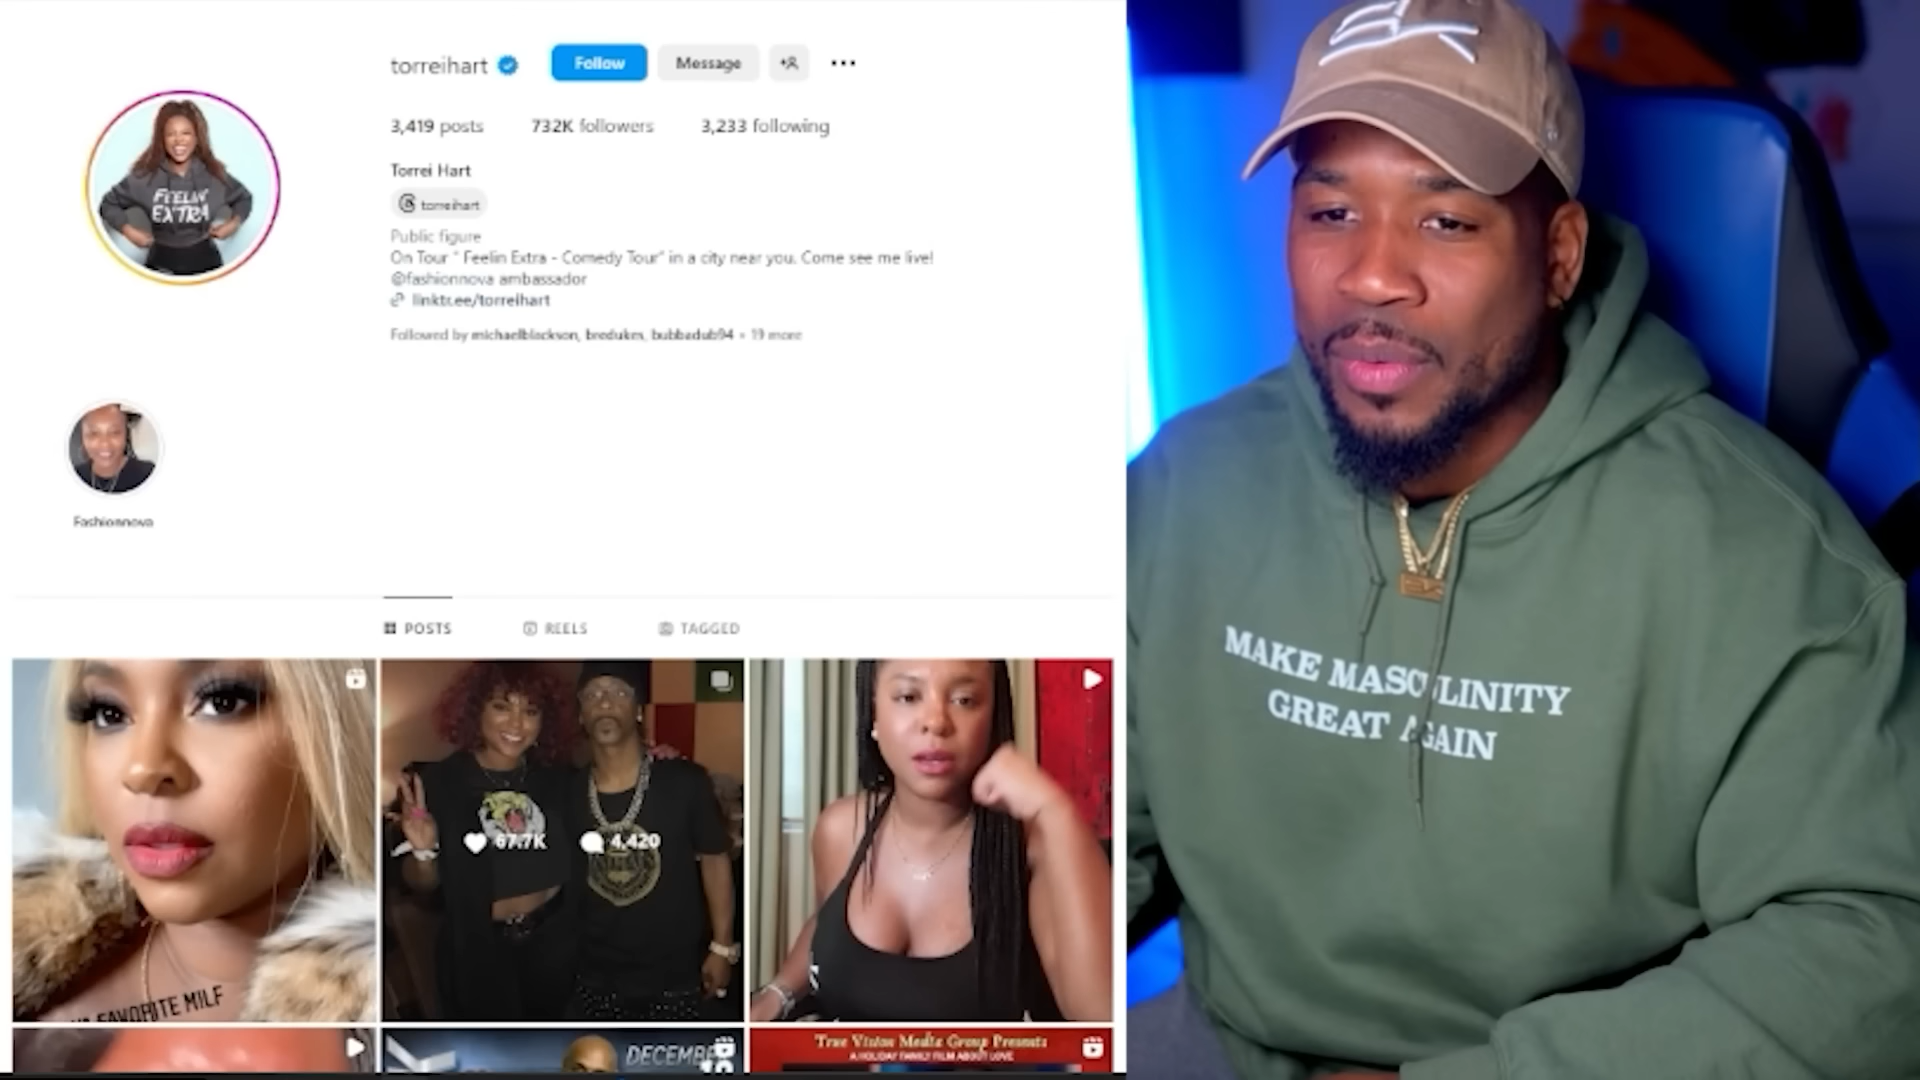 torreihart
Follow
Message
3,419 posts
732K followers
3,233 following
Torrei Hart
torreihart
Public figure
On Tour " Feelin Extra - Comedy Tour" in a city near you. Come see me live!
@fashionnova ambassador
linktr.ee/torreihart
Followed by michaelblackson, breedukes, bubbadub94 • 19 more
FEELIN'
EXTRA
Fashionnova
POSTS
REELS
TAGGED
67.7K
4,420
FAVORITE MILF
DECEMBE
True Vision Media Group Presents
A HOLIDAY FAMILY FILM ABOUT LOVE
MAKE MASCULINITY
GREAT AGAIN